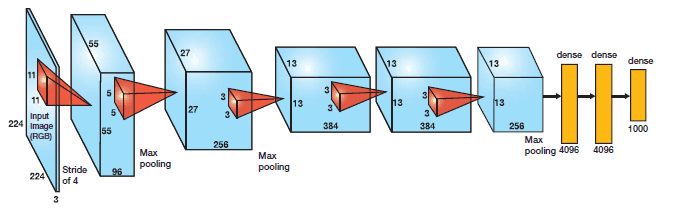 11
11
Input
Image
(RGB)
224
224
3
Stride
of 4
55
5
5
55
96
Max
pooling
27
3
3
27
256
Max
pooling
13
3
3
13
384
13
3
3
13
384
13
13
256
Max
pooling
dense
4096
dense
4096
dense
1000